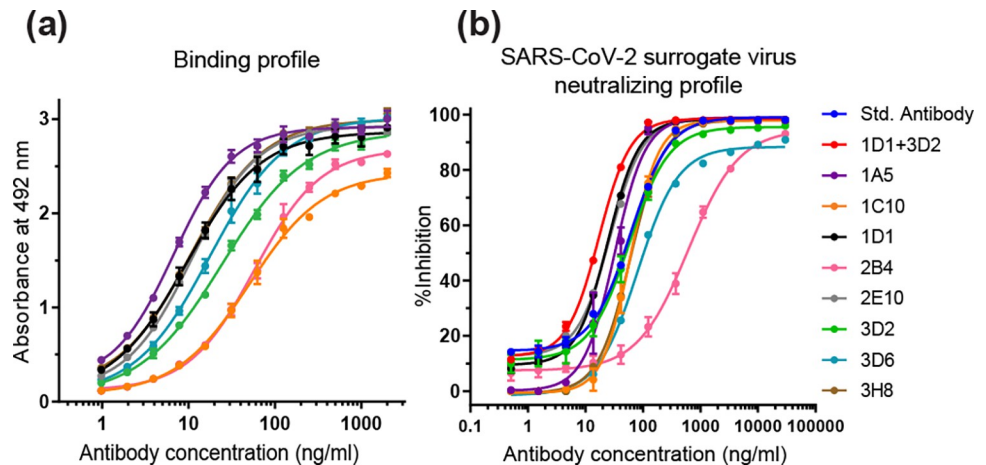 (a)
Binding profile
Absorbance at 492 nm
3
2
1
0
1
10
100
1000
Antibody concentration (ng/ml)
(b)
SARS-CoV-2 surrogate virus
neutralizing profile
%Inhibition
100
80
60
40
20
0
0.1
1
10
100
1000
10000
100000
Antibody concentration (ng/ml)
Std. Antibody
1D1+3D2
1A5
1C10
1D1
2B4
2E10
3D2
3D6
3H8